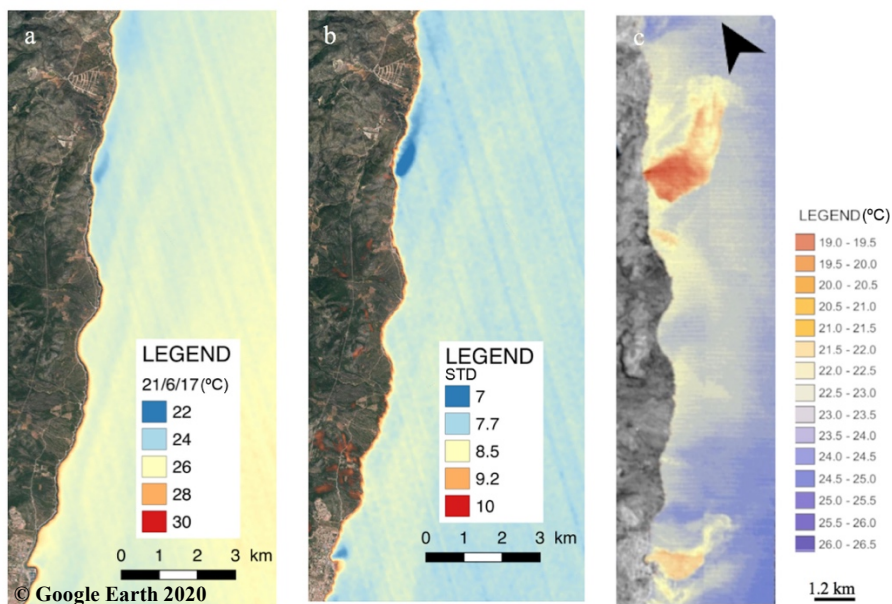 a
LEGEND
21/6/17 (ºC)
22
24
26
28
30
0 1 2 3 km
© Google Earth 2020
b
LEGEND
STD
7
7.7
8.5
9.2
10
0 1 2 3 km
c
LEGEND (ºC)
19.0 - 19.5
19.5 - 20.0
20.0 - 20.5
20.5 - 21.0
21.0 - 21.5
21.5 - 22.0
22.0 - 22.5
22.5 - 23.0
23.0 - 23.5
23.5 - 24.0
24.0 - 24.5
24.5 - 25.0
25.0 - 25.5
25.5 - 26.0
26.0 - 26.5
1.2 km